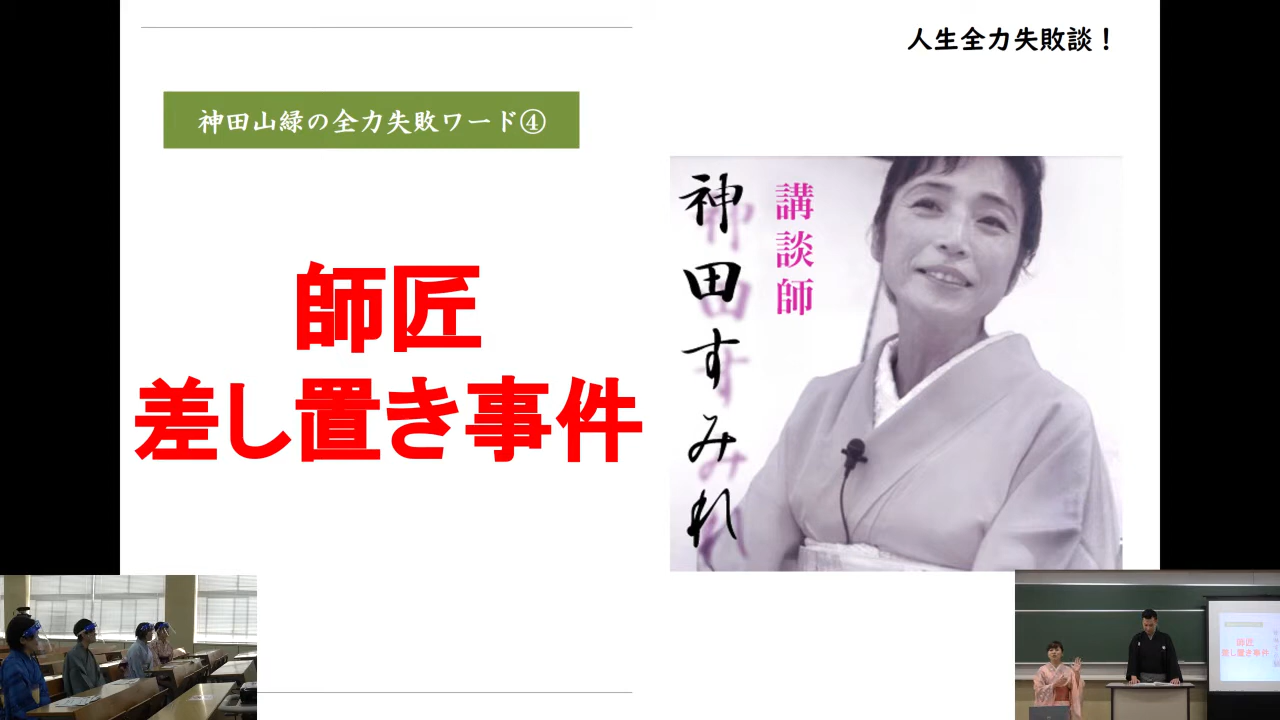 人生全力失敗談！
神田山緑の全力失敗ワード④
師匠
差し置き事件
講談師
神田すみれ
師匠
差し置き事件